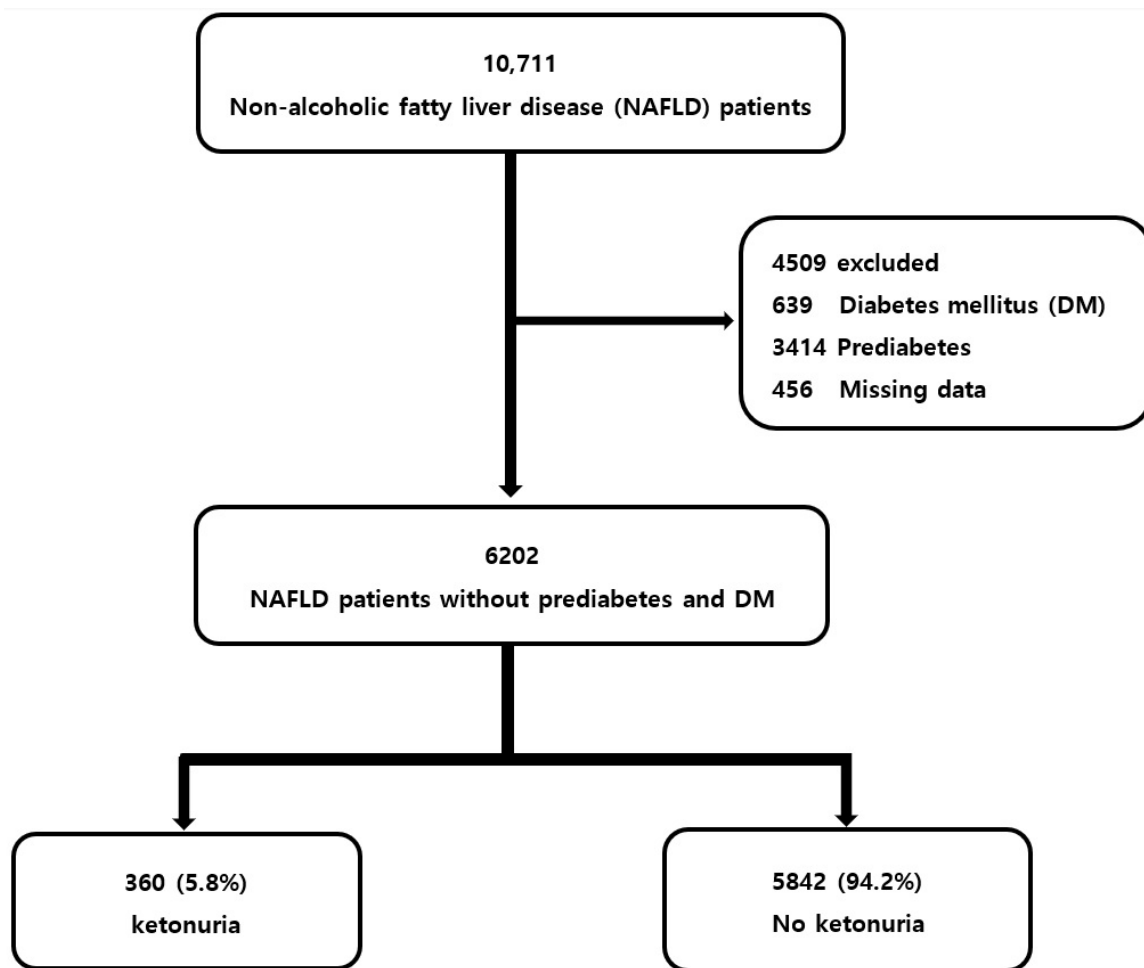 10,711
Non-alcoholic fatty liver disease (NAFLD) patients
4509 excluded
639 Diabetes mellitus (DM)
3414 Prediabetes
456 Missing data
6202
NAFLD patients without prediabetes and DM
360 (5.8%)
ketonuria
5842 (94.2%)
No ketonuria